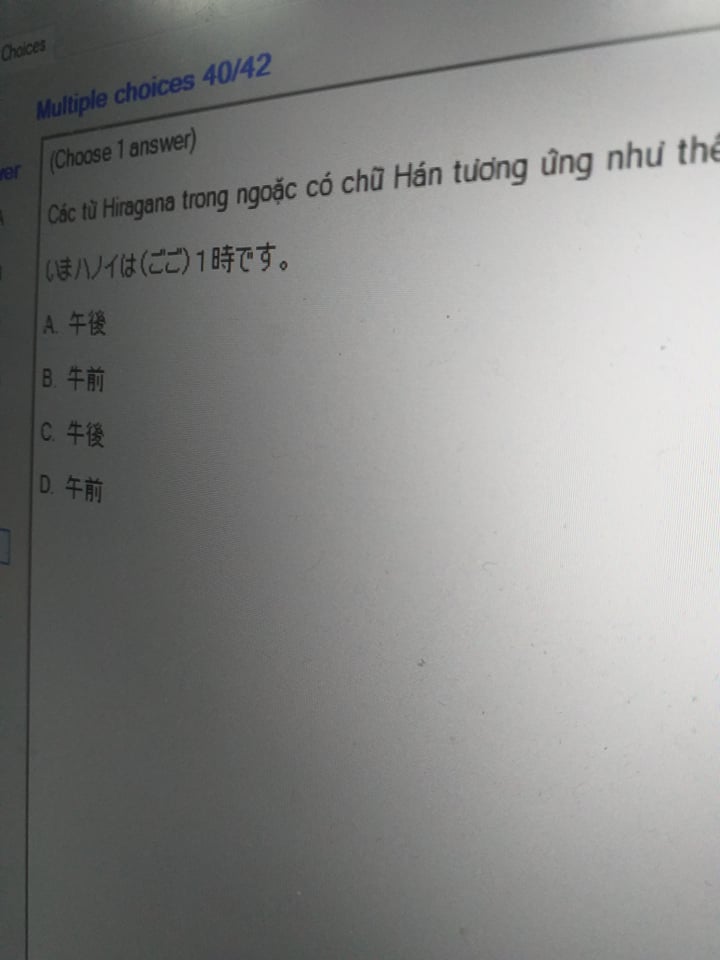 Choices
Multiple choices 40/42
(Choose 1 answer)
Các từ Hiragana trong ngoặc có chữ Hán tương ứng như thế
いまハノイは(ごご)1時です。
A. 午後
B. 牛前
C. 牛後
D. 午前